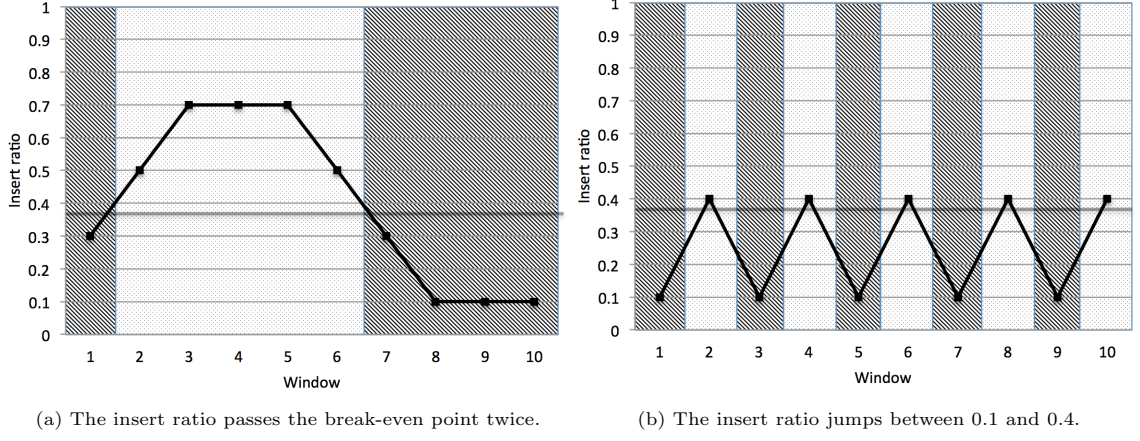 1
0.9
0.8
0.7
0.6
0.5
0.4
0.3
0.2
0.1
0
Insert ratio
1 2 3 4 5 6 7 8 9 10
Window
(a) The insert ratio passes the break-even point twice.
1
0.9
0.8
0.7
0.6
0.5
0.4
0.3
0.2
0.1
0
Insert ratio
1 2 3 4 5 6 7 8 9 10
Window
(b) The insert ratio jumps between 0.1 and 0.4.